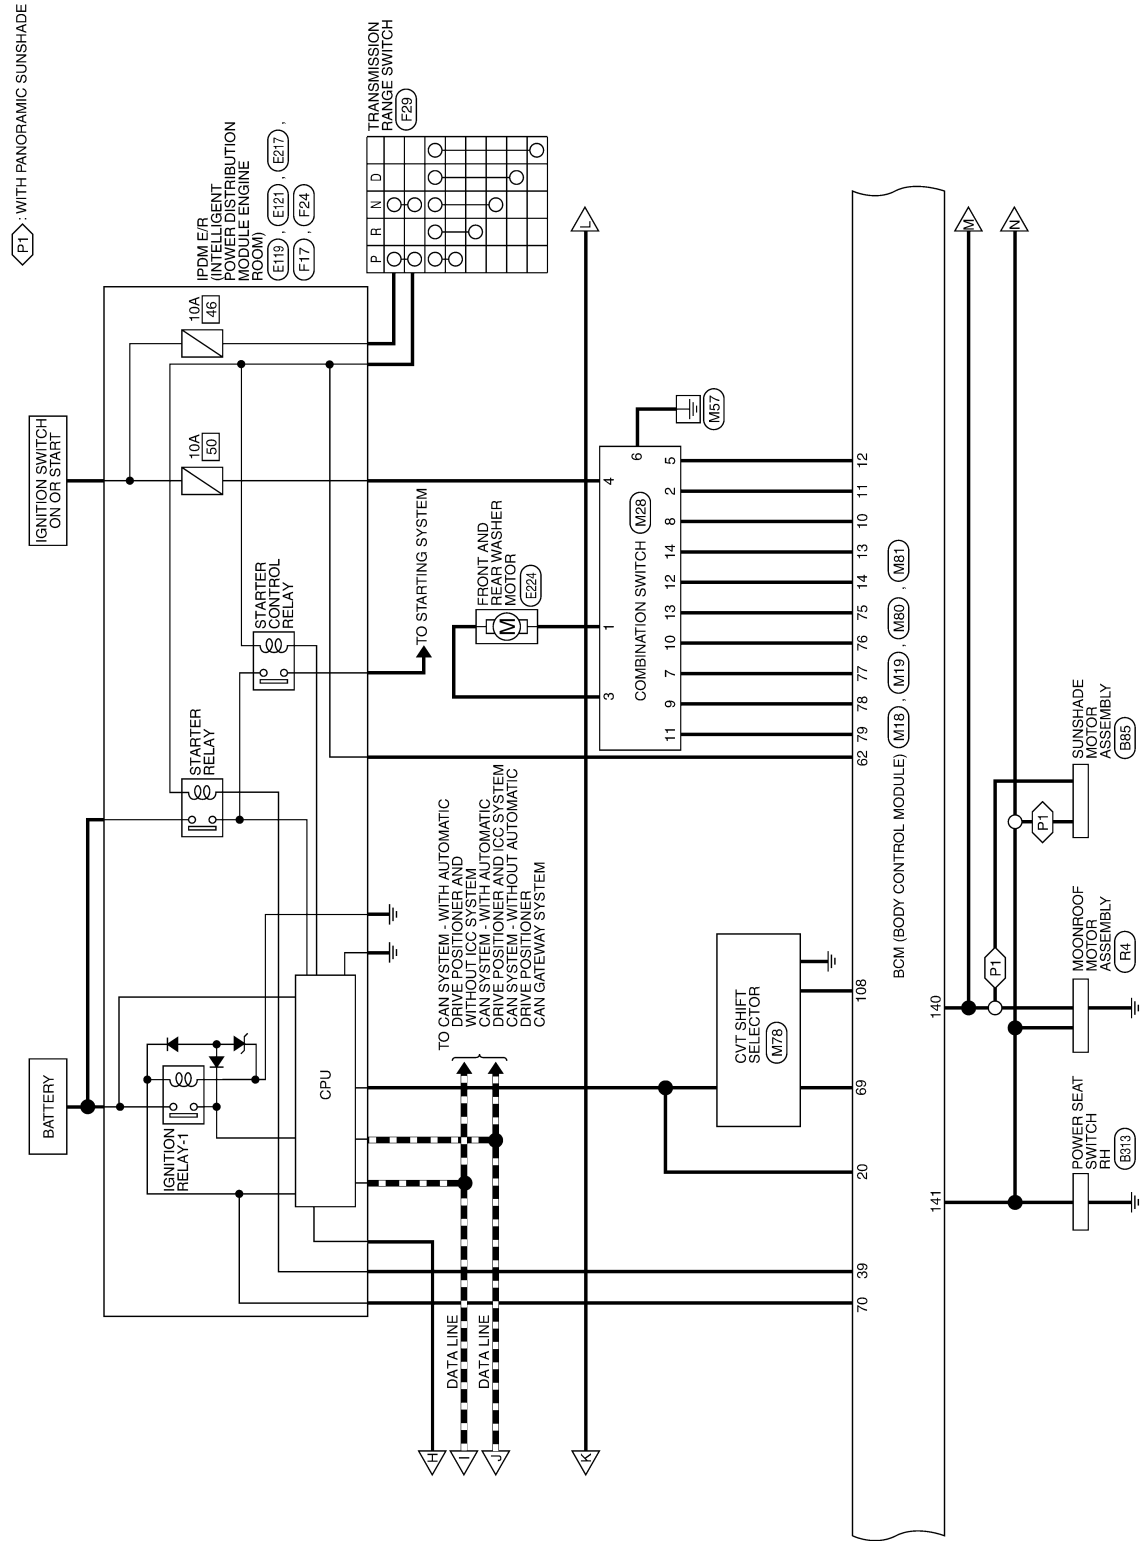 P1 : WITH PANORAMIC SUNSHADE
BATTERY
IGNITION SWITCH
ON OR START
IPDM E/R
(INTELLIGENT
POWER DISTRIBUTION
MODULE ENGINE
ROOM)
E119 , E121 , E217 ,
F17 , F24
IGNITION
RELAY-1
STARTER
RELAY
STARTER
CONTROL
RELAY
10A
50
10A
46
CPU
TRANSMISSION
RANGE SWITCH
F29
P R N D
TO STARTING SYSTEM
TO CAN SYSTEM - WITH AUTOMATIC
DRIVE POSITIONER AND
WITHOUT ICC SYSTEM
CAN SYSTEM - WITH AUTOMATIC
DRIVE POSITIONER AND ICC SYSTEM
CAN SYSTEM - WITHOUT AUTOMATIC
DRIVE POSITIONER
CAN GATEWAY SYSTEM
FRONT AND
REAR WASHER
MOTOR
E224
M
H
I
DATA LINE
J
DATA LINE
K
L
3 1 4 6
COMBINATION SWITCH M28
M57
11 9 7 10 13 12 14 8 2 5
CVT SHIFT
SELECTOR
M78
70 39 20 69 108 62 79 78 77 76 75 14 13 10 11 12
BCM (BODY CONTROL MODULE) M18 , M19 , M80 , M81
141 140
M
N
P1
P1
POWER SEAT
SWITCH
RH
B313
MOONROOF
MOTOR
ASSEMBLY
R4
SUNSHADE
MOTOR
ASSEMBLY
B85